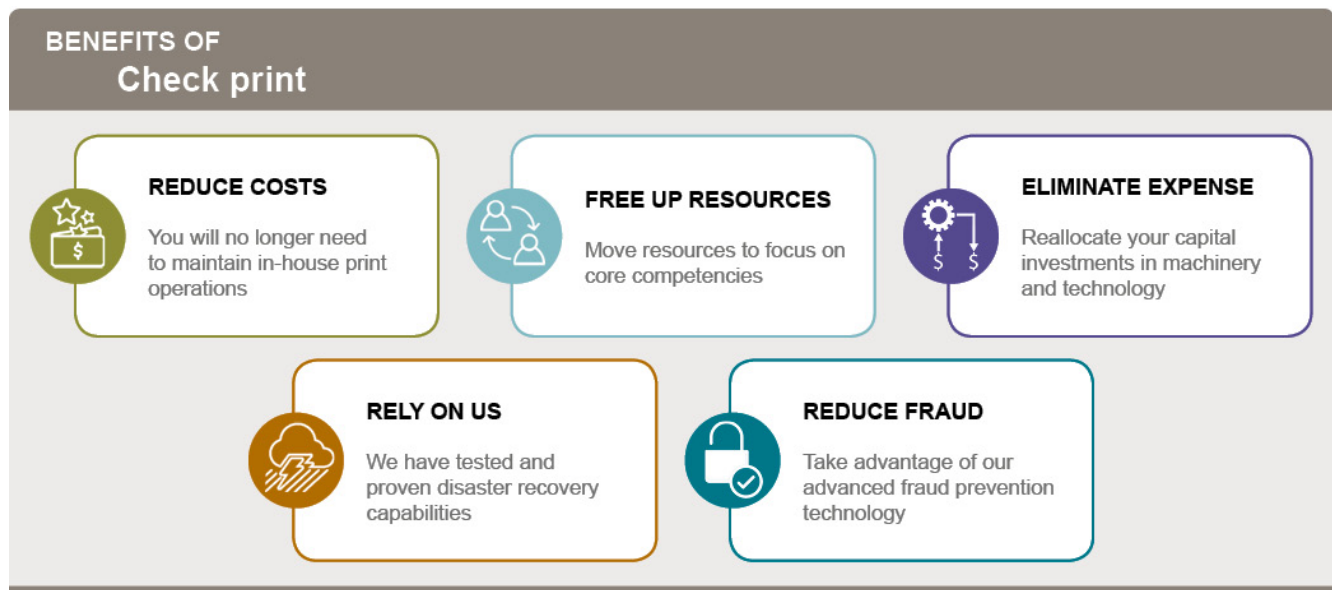 BENEFITS OF
Check print
REDUCE COSTS
You will no longer need
to maintain in-house print
operations
$
FREE UP RESOURCES
Move resources to focus on
core competencies
ELIMINATE EXPENSE
Reallocate your capital
investments in machinery
and technology
$ $
RELY ON US
We have tested and
proven disaster recovery
capabilities
REDUCE FRAUD
Take advantage of our
advanced fraud prevention
technology